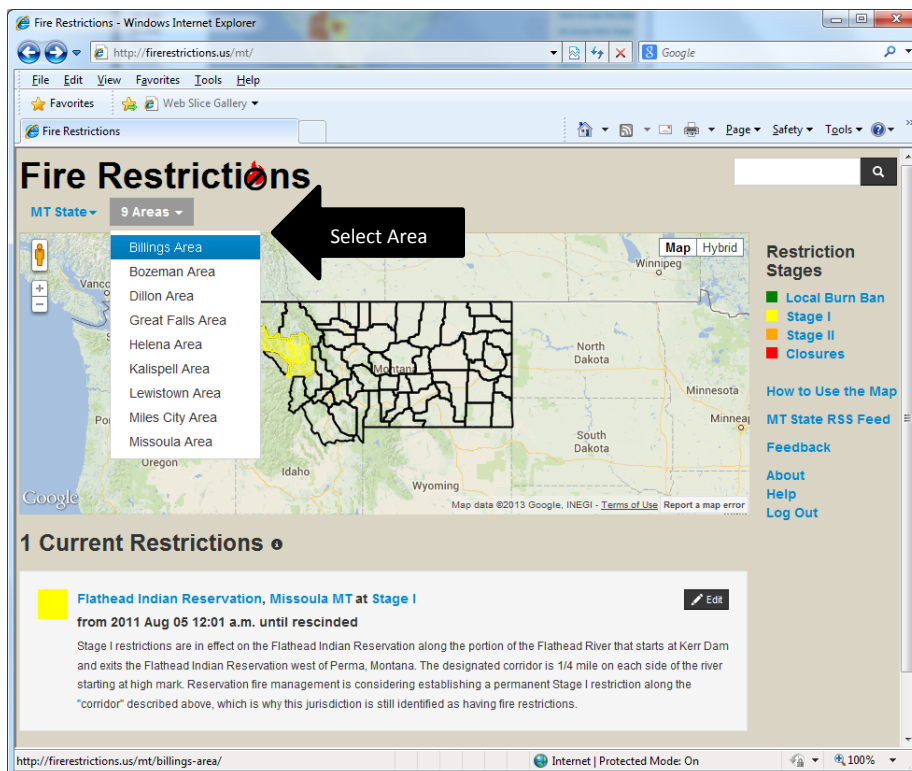 Fire Restrictions - Windows Internet Explorer
http://firerestrictions.us/mt/
Google
File Edit View Favorites Tools Help
Favorites Web Slice Gallery
Fire Restrictions
Page Safety Tools
Fire Restrictions
MT State 9 Areas
Select Area
Billings Area
Bozeman Area
Dillon Area
Great Falls Area
Helena Area
Kalispell Area
Lewistown Area
Miles City Area
Missoula Area
Map Hybrid
Winnipeg
Vanc
North
Dakota
Montana
Minnesota
Minneap
South
Dakota
Oregon
Idaho
Wyoming
Google
Map data ©2013 Google, INEGI - Terms of Use Report a map error
Restriction
Stages
Local Burn Ban
Stage I
Stage II
Closures
How to Use the Map
MT State RSS Feed
Feedback
About
Help
Log Out
1 Current Restrictions
Flathead Indian Reservation, Missoula MT at Stage I
Edit
from 2011 Aug 05 12:01 a.m. until rescinded
Stage I restrictions are in effect on the Flathead Indian Reservation along the portion of the Flathead River that starts at Kerr Dam
and exits the Flathead Indian Reservation west of Perma, Montana. The designated corridor is 1/4 mile on each side of the river
starting at high mark. Reservation fire management is considering establishing a permanent Stage I restriction along the
"corridor" described above, which is why this jurisdiction is still identified as having fire restrictions.
http://firerestrictions.us/mt/billings-area/
Internet | Protected Mode: On
100%